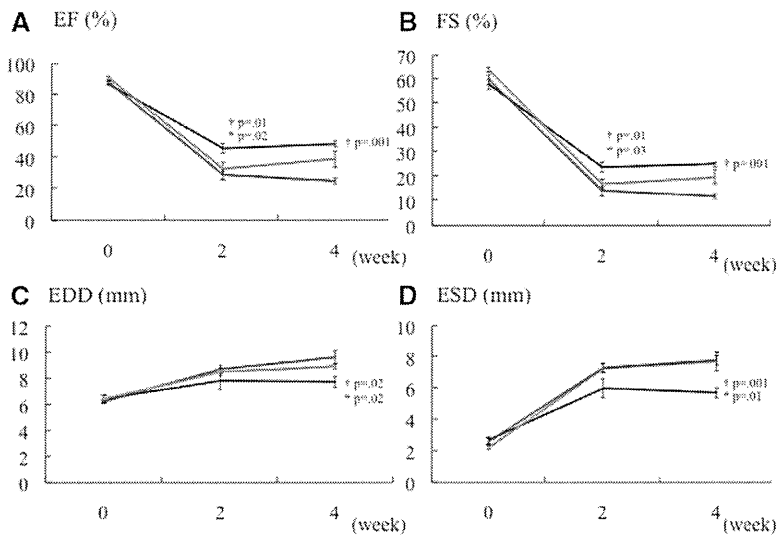 A EF (%)
100
80
60
40
20
0
† p=.01
* p=.02
† p=.001
0 2 4 (week)
B FS (%)
70
60
50
40
30
20
10
0
† p=.01
* p=.03
† p=001
0 2 4 (week)
C EDD (mm)
12
10
8
6
4
2
0
† p=.02
* p=.02
0 2 4 (week)
D ESD (mm)
10
8
6
4
2
0
† p=.001
* p=.01
0 2 4 (week)